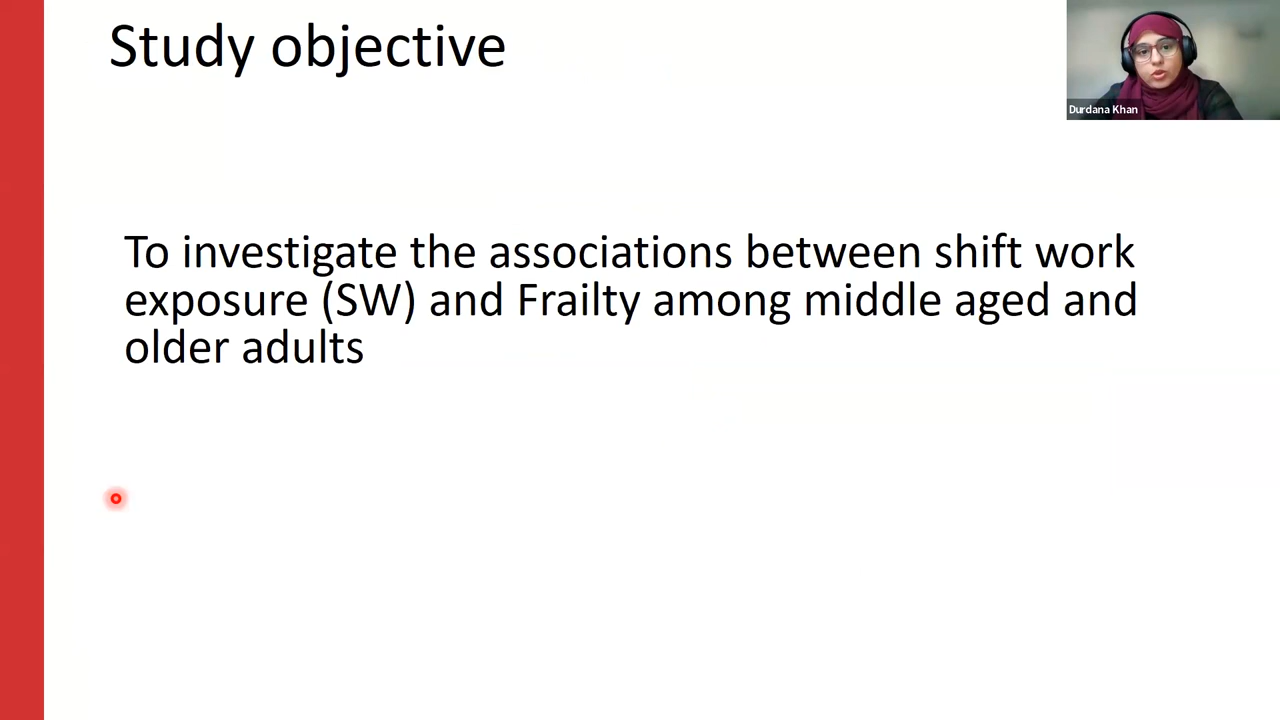 Study objective
Durdana Khan
To investigate the associations between shift work
exposure (SW) and Frailty among middle aged and
older adults